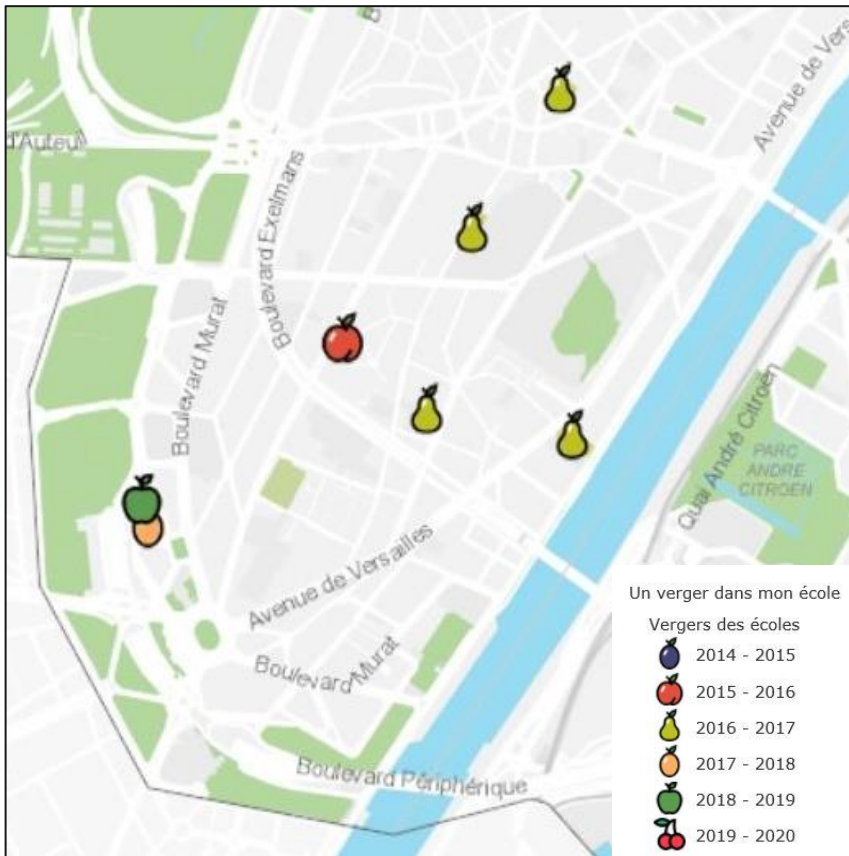 B
Avenue de Vers
d'Auteuil
Boulevard Exelmans
Boulevard Murat
Quai André Citroën
PARC
ANDRE
CITROEN
Avenue de Versailles
Boulevard Murat
Boulevard Périphérique
Un verger dans mon école
Vergers des écoles
2014 - 2015
2015 - 2016
2016 - 2017
2017 - 2018
2018 - 2019
2019 - 2020